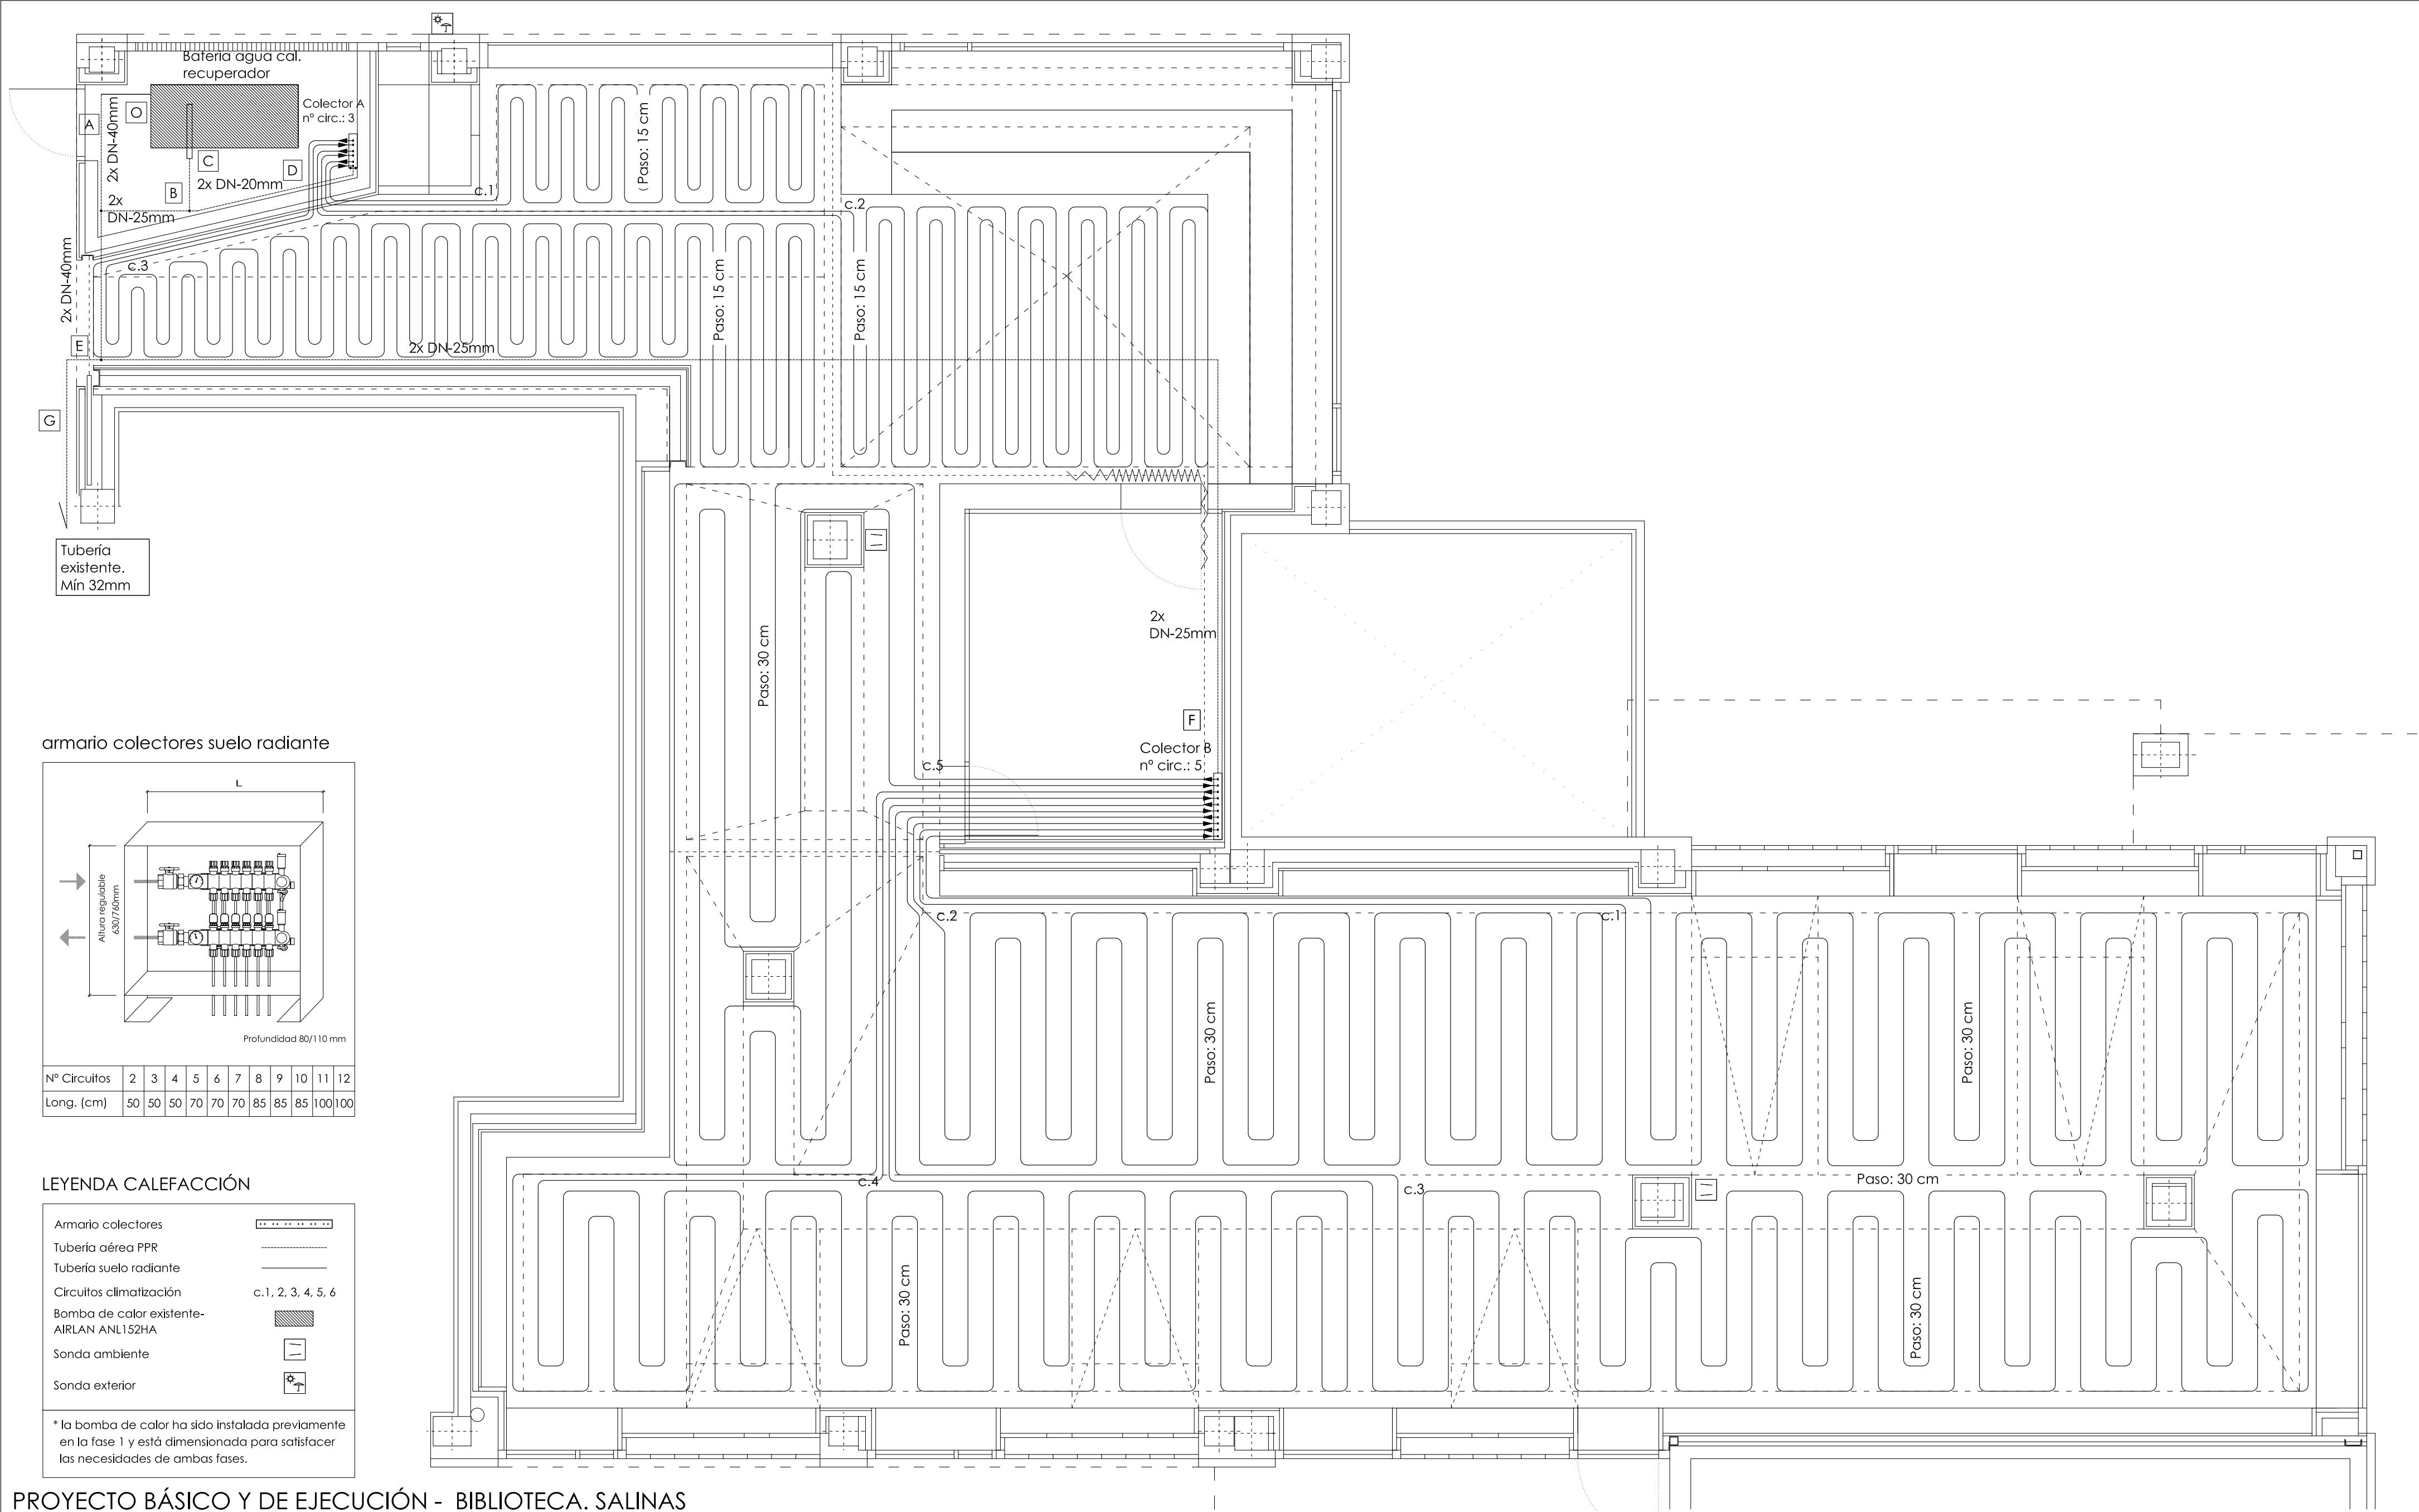 Batería agua cal.
recuperador
Colector A
nº circ.: 3
A
O
2x DN-40mm
C
D
B
2x DN-20mm
2x
DN-25mm
c.1
(Paso: 15 cm
c.2
c.3
2x DN-40mm
Paso: 15 cm
Paso: 15 cm
E
2x DN-25mm
G
Tubería
existente.
Mín 32mm
Paso: 30 cm
2x
DN-25mm
F
Colector B
nº circ.: 5
c.5
c.2
c.1
Paso: 30 cm
Paso: 30 cm
c.4
c.3
Paso: 30 cm
Paso: 30 cm
Paso: 30 cm
armario colectores suelo radiante
L
Altura regulable
630/760mm
Profundidad 80/110 mm
Nº Circuitos 2 3 4 5 6 7 8 9 10 11 12
Long. (cm) 50 50 50 70 70 70 85 85 85 100 100
LEYENDA CALEFACCIÓN
Armario colectores
Tubería aérea PPR
Tubería suelo radiante
Circuitos climatización c.1, 2, 3, 4, 5, 6
Bomba de calor existente-
AIRLAN ANL152HA
Sonda ambiente
Sonda exterior
* la bomba de calor ha sido instalada previamente
en la fase 1 y está dimensionada para satisfacer
las necesidades de ambas fases.
PROYECTO BÁSICO Y DE EJECUCIÓN - BIBLIOTECA. SALINAS